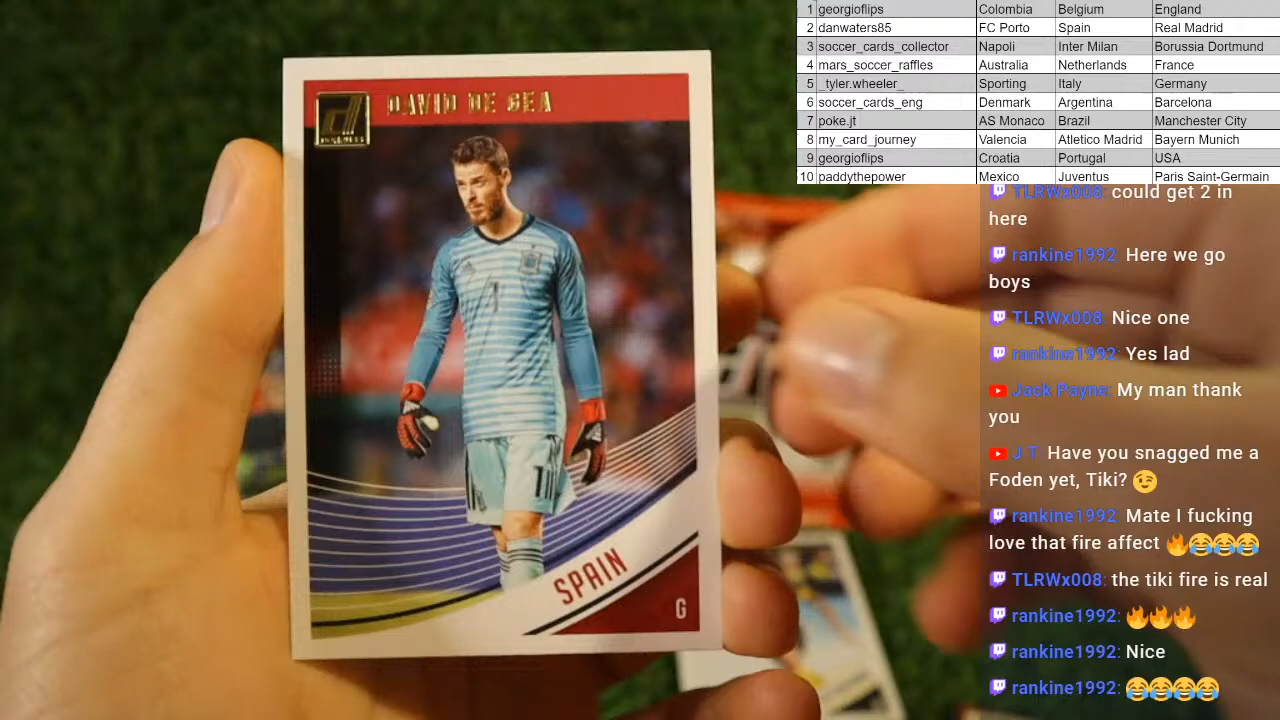 DAVID DE GEA
DONRUSS
1
1
SPAIN
G
1 georgioflips Colombia Belgium England
2 danwaters85 FC Porto Spain Real Madrid
3 soccer_cards_collector Napoli Inter Milan Borussia Dortmund
4 mars_soccer_raffles Australia Netherlands France
5 _tyler.wheeler_ Sporting Italy Germany
6 soccer_cards_eng Denmark Argentina Barcelona
7 poke.jt AS Monaco Brazil Manchester City
8 my_card_journey Valencia Atletico Madrid Bayern Munich
9 georgioflips Croatia Portugal USA
10 paddythepower Mexico Juventus Paris Saint-Germain
TLRWx008: could get 2 in
here
rankine1992: Here we go
boys
TLRWx008: Nice one
rankine1992: Yes lad
Jack Payne: My man thank
you
J T: Have you snagged me a
Foden yet, Tiki? 😉
rankine1992: Mate I fucking
love that fire affect 🔥😂😂😂
TLRWx008: the tiki fire is real
rankine1992: 🔥🔥🔥
rankine1992: Nice
rankine1992: 😂😂😂😂